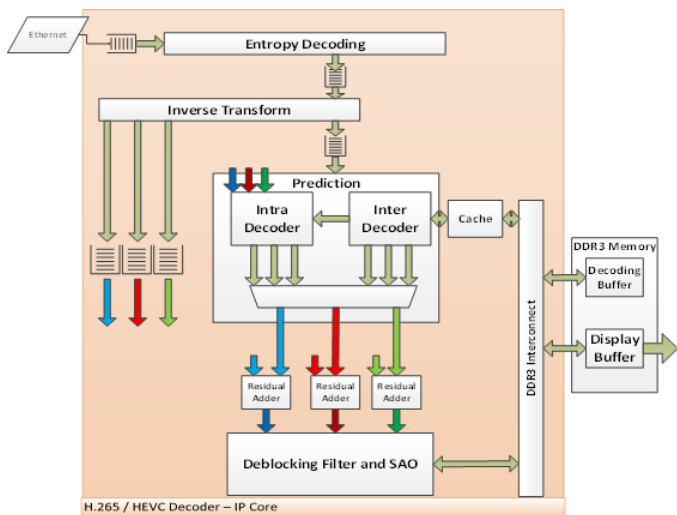 Ethernet
Entropy Decoding
Inverse Transform
Prediction
Intra
Decoder
Inter
Decoder
Cache
DDR3 Interconnect
DDR3 Memory
Decoding
Buffer
Display
Buffer
Residual
Adder
Residual
Adder
Residual
Adder
Deblocking Filter and SAO
H.265 / HEVC Decoder – IP Core